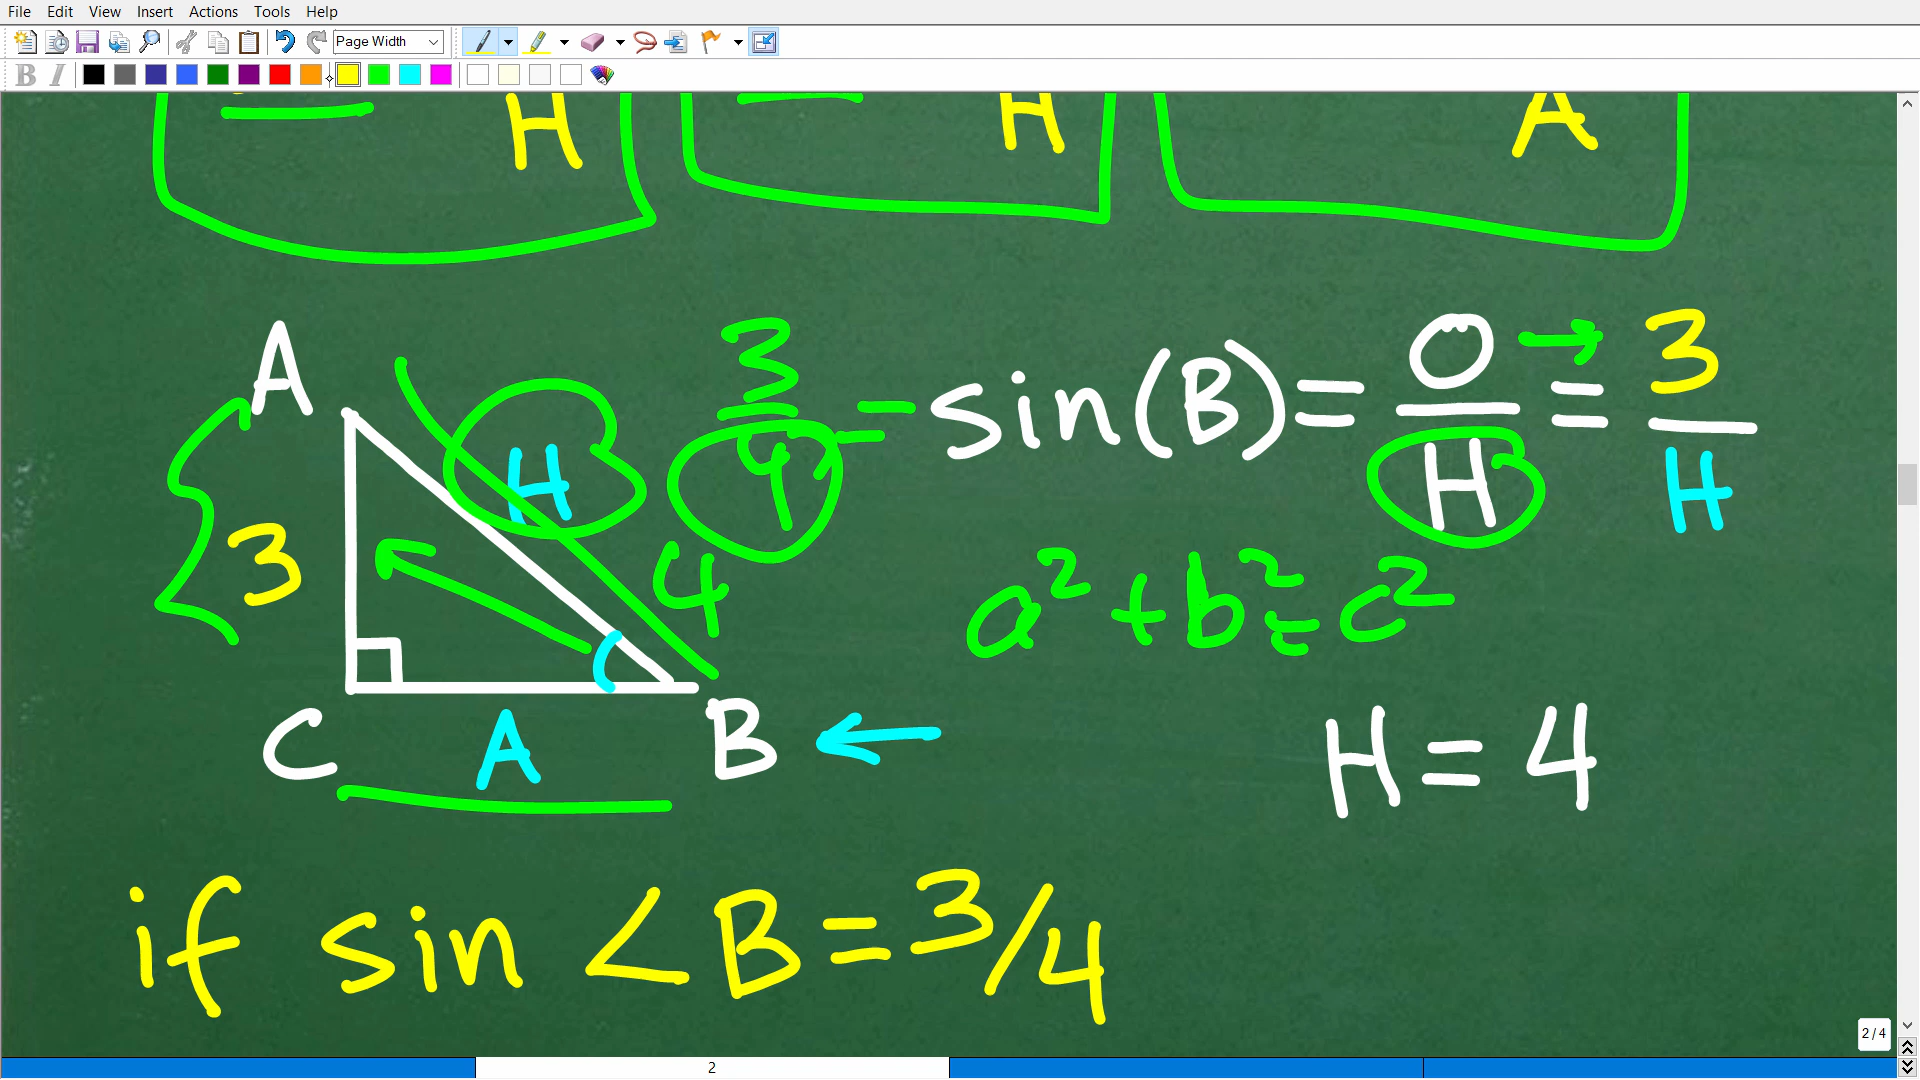 File Edit View Insert Actions Tools Help
Page Width
B I
H H A
A
3
H
3/4 = sin(B) = O/H = 3/H
4
a² + b² = c²
C A B
H = 4
if sin < B = 3/4
2 / 4
2